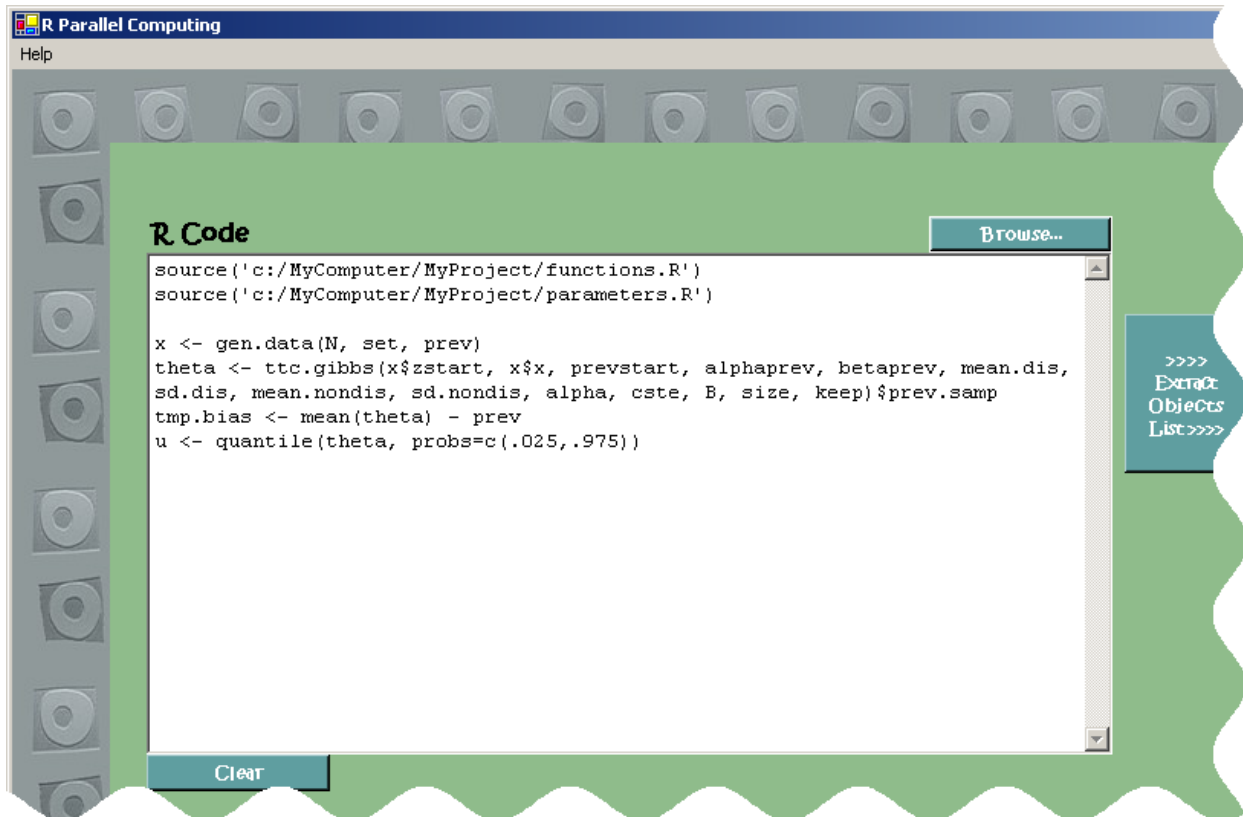 R Parallel Computing
Help
R Code
Browse...
source('c:/MyComputer/MyProject/functions.R')
source('c:/MyComputer/MyProject/parameters.R')
x <- gen.data(N, set, prev)
theta <- ttc.gibbs(x$zstart, x$x, prevstart, alphaprev, betaprev, mean.dis,
sd.dis, mean.nondis, sd.nondis, alpha, cste, B, size, keep)$prev.samp
tmp.bias <- mean(theta) - prev
u <- quantile(theta, probs=c(.025,.975))
>>>>
Extract
Objects
List>>>>
Clear